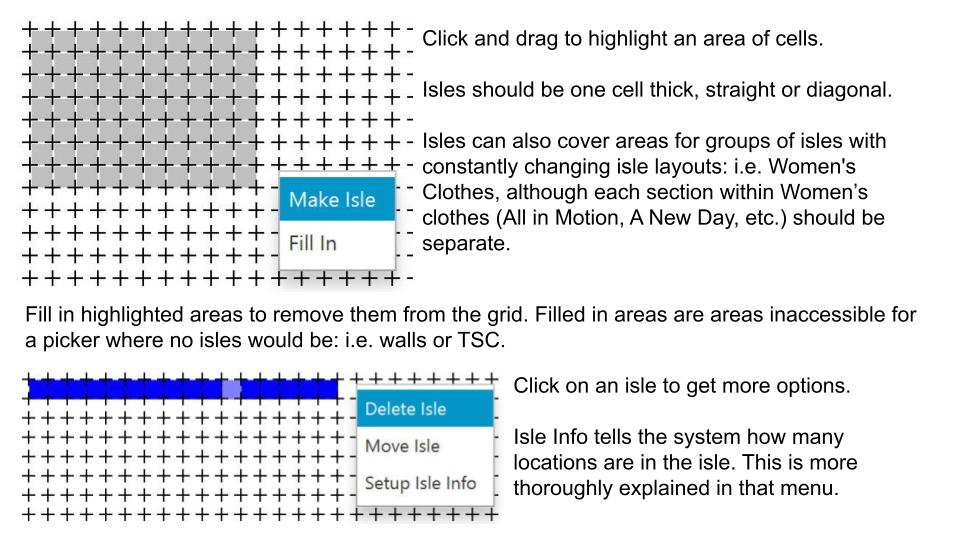 Click and drag to highlight an area of cells.
Isles should be one cell thick, straight or diagonal.
Isles can also cover areas for groups of isles with
constantly changing isle layouts: i.e. Women's
Clothes, although each section within Women’s
clothes (All in Motion, A New Day, etc.) should be
separate.
Make Isle
Fill In
Fill in highlighted areas to remove them from the grid. Filled in areas are areas inaccessible for
a picker where no isles would be: i.e. walls or TSC.
Delete Isle
Move Isle
Setup Isle Info
Click on an isle to get more options.
Isle Info tells the system how many
locations are in the isle. This is more
thoroughly explained in that menu.